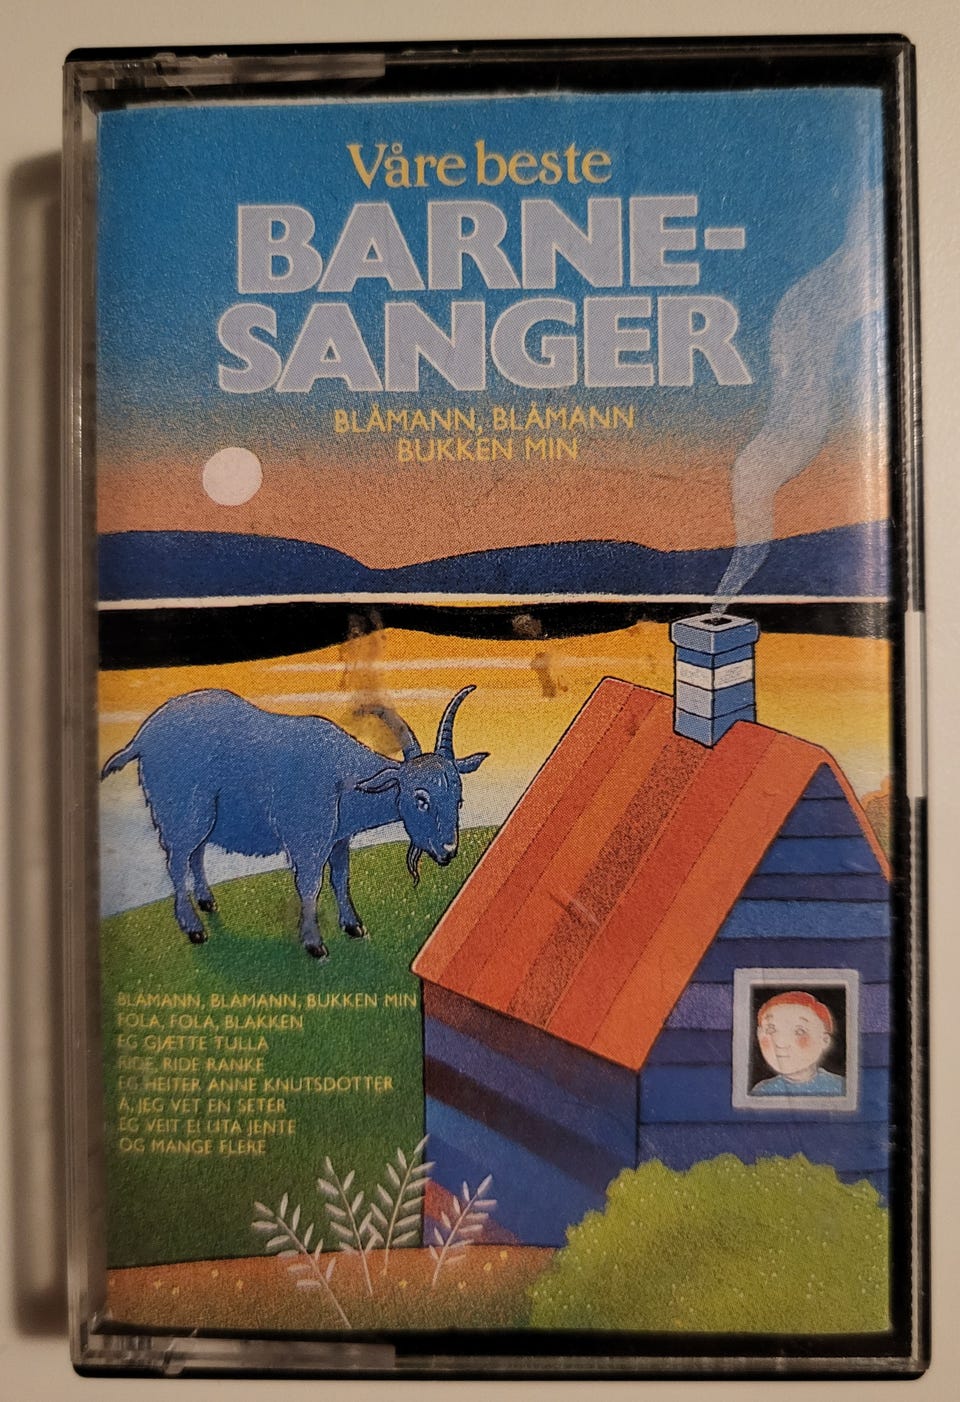 Våre beste
BARNE-
SANGER
BLÅMANN, BLÅMANN
BUKKEN MIN
BLÅMANN, BLÅMANN, BUKKEN MIN
FOLA, FOLA, BLAKKEN
EG GJÆTTE TULLA
RIDE, RIDE RANKE
EG HEITER ANNE KNUTSDOTTER
Å, JEG VET EN SETER
EG VEIT EI LITA JENTE
OG MANGE FLERE